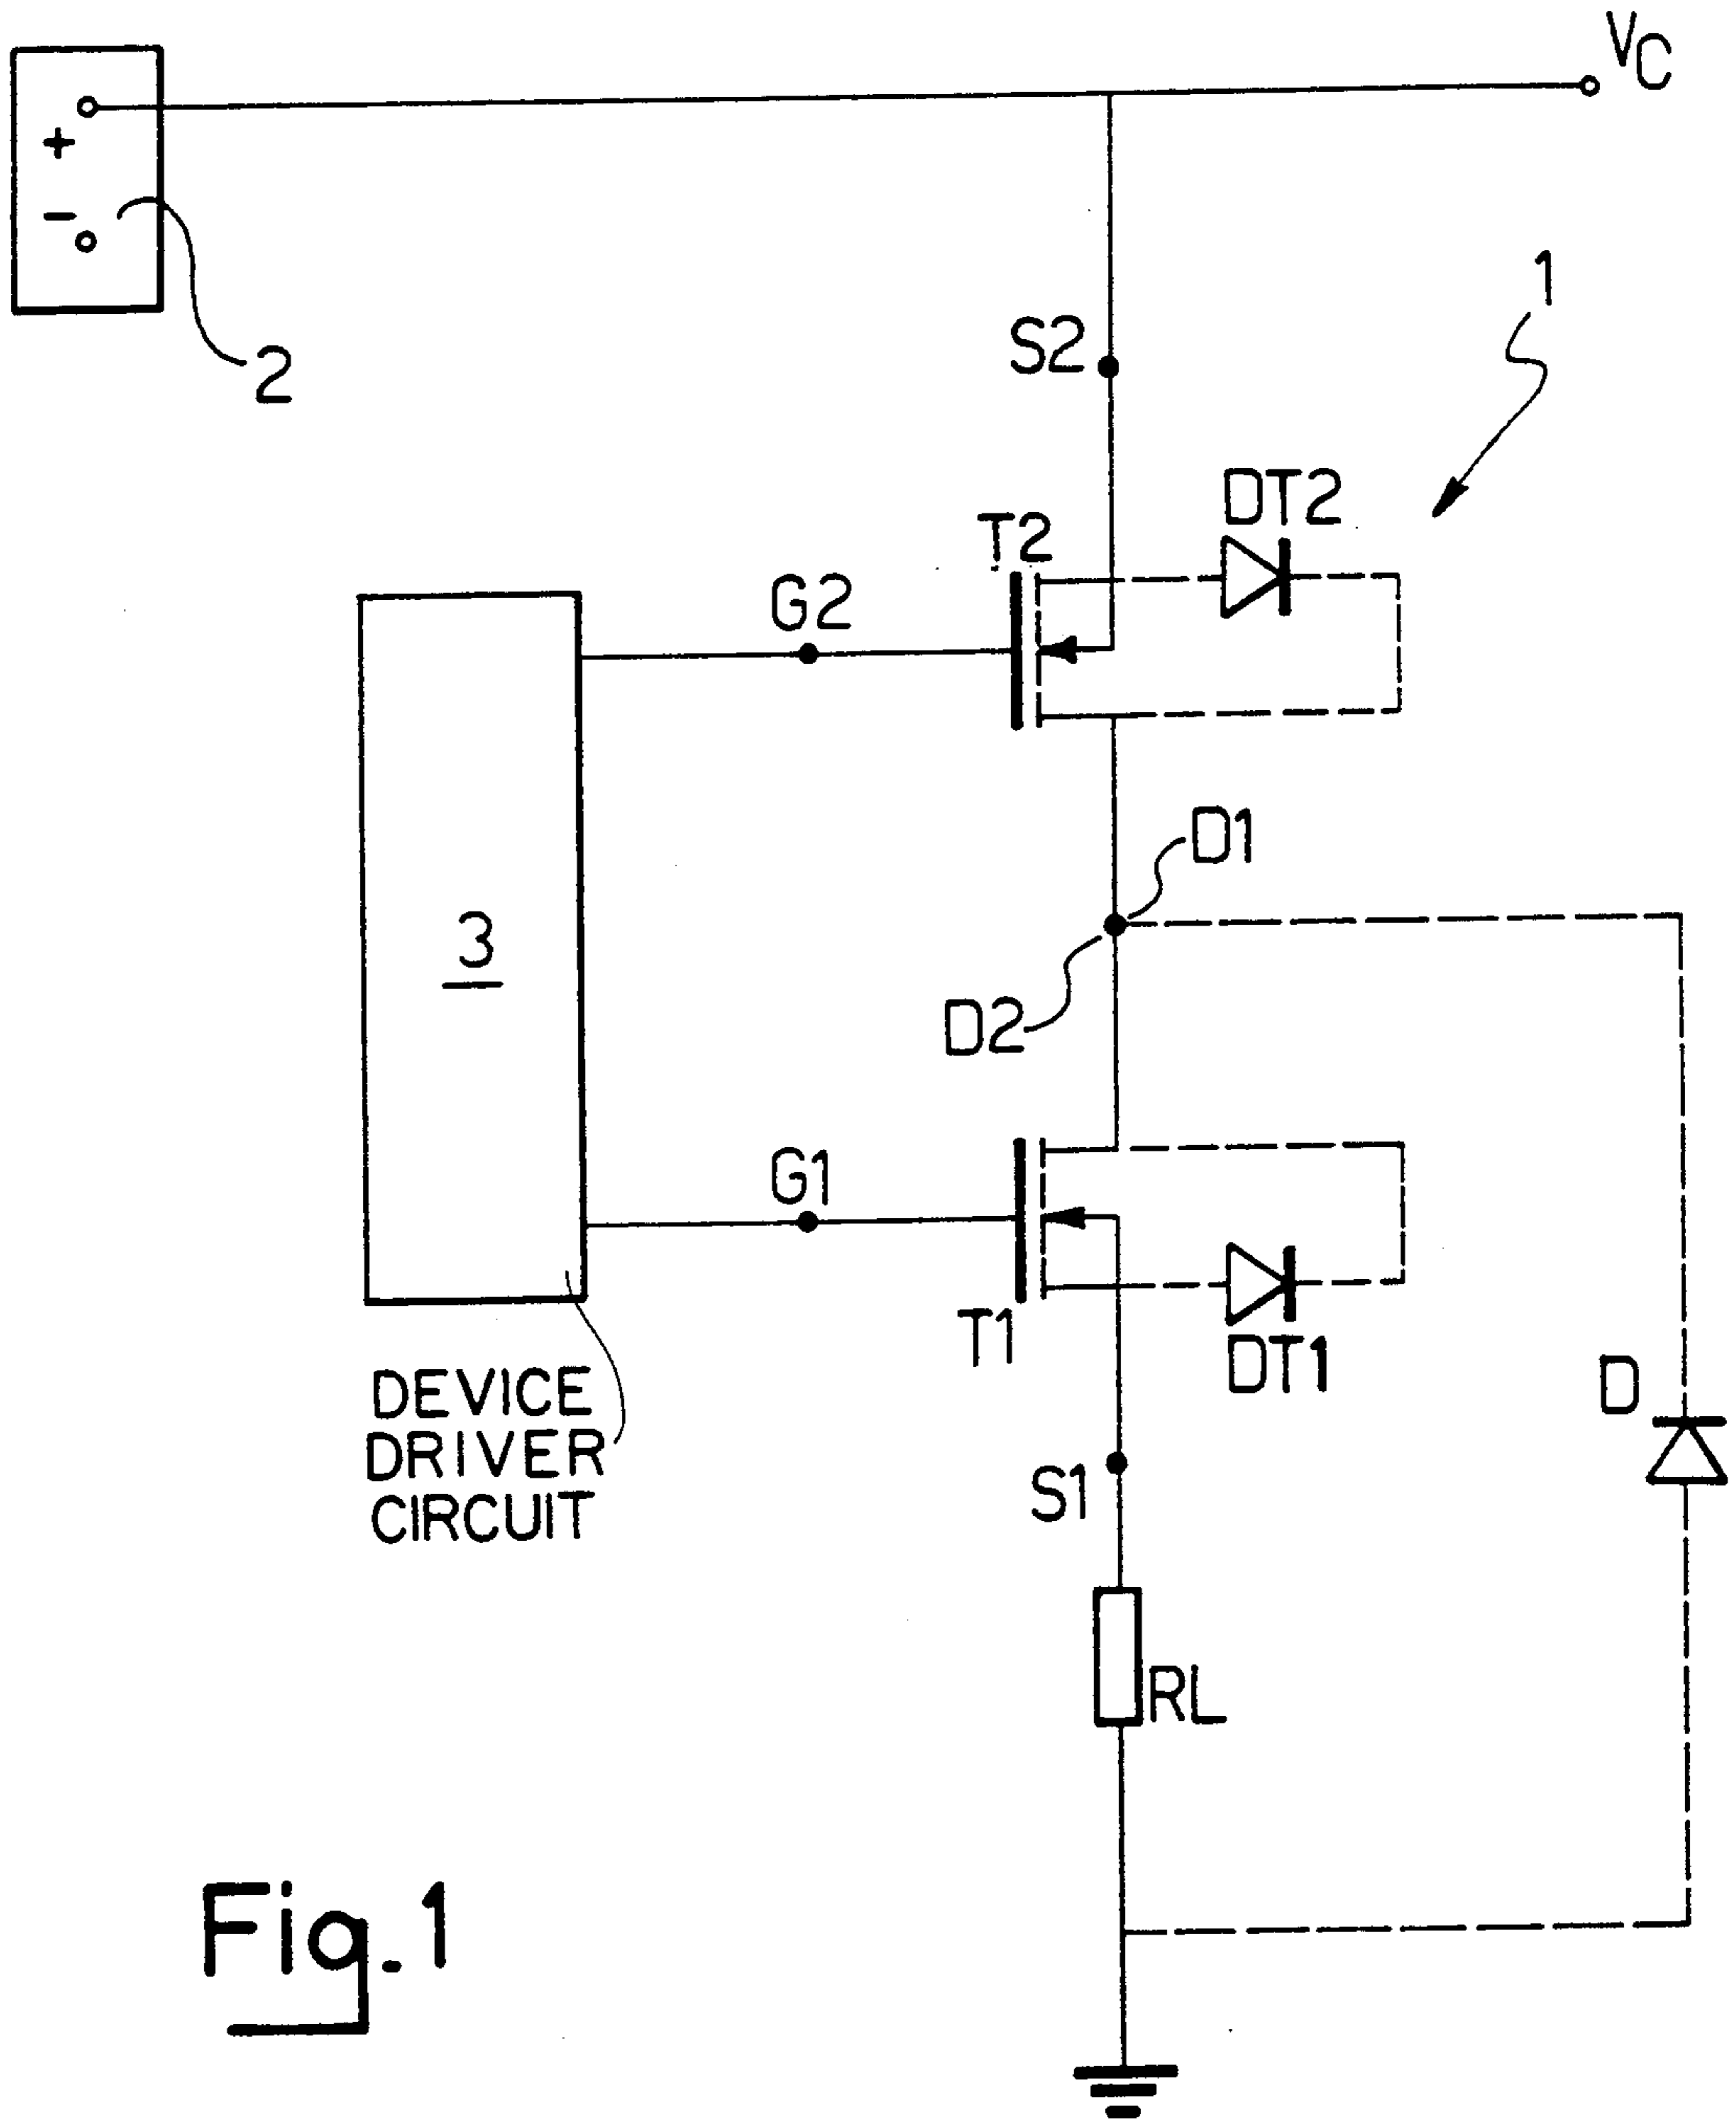 VC
+
-
2
1
S2
DT2
T2
G2
D1
3
D2
G1
T1
DT1
D
DEVICE
DRIVER
CIRCUIT
S1
RL
Fig.1